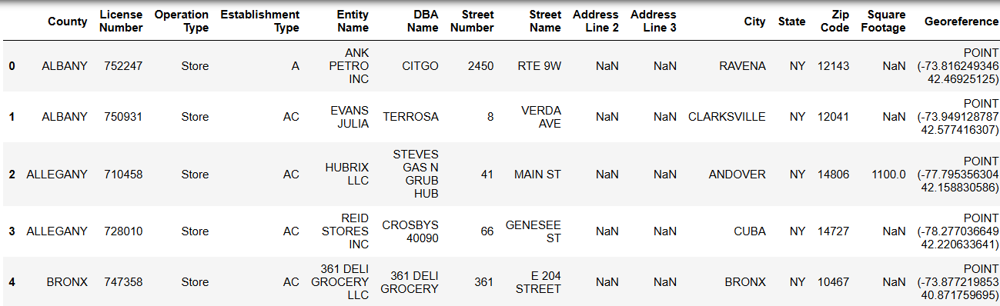 County License Number Operation Type Establishment Type Entity Name DBA Name Street Number Street Name Address Line 2 Address Line 3 City State Zip Code Square Footage Georeference
0 ALBANY 752247 Store A ANK PETRO INC CITGO 2450 RTE 9W NaN NaN RAVENA NY 12143 NaN POINT (-73.816249346 42.46925125)
1 ALBANY 750931 Store AC EVANS JULIA TERROSA 8 VERDA AVE NaN NaN CLARKSVILLE NY 12041 NaN POINT (-73.949128787 42.577416307)
2 ALLEGANY 710458 Store AC HUBRIX LLC STEVES GAS N GRUB HUB 41 MAIN ST NaN NaN ANDOVER NY 14806 1100.0 POINT (-77.795356304 42.158830586)
3 ALLEGANY 728010 Store AC REID STORES INC CROSBYS 40090 66 GENESEE ST NaN NaN CUBA NY 14727 NaN POINT (-78.277036649 42.220633641)
4 BRONX 747358 Store AC 361 DELI GROCERY LLC 361 DELI GROCERY 361 E 204 STREET NaN NaN BRONX NY 10467 NaN POINT (-73.877219853 40.871759695)